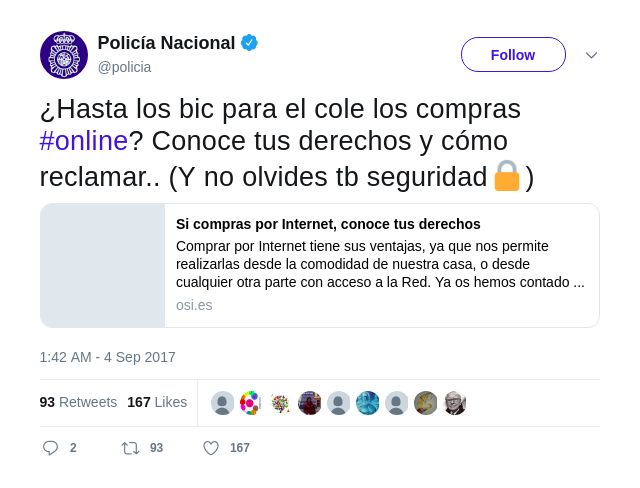 Policía Nacional
@policia
Follow
¿Hasta los bic para el cole los compras
#online? Conoce tus derechos y cómo
reclamar.. (Y no olvides tb seguridad🔒)
Si compras por Internet, conoce tus derechos
Comprar por Internet tiene sus ventajas, ya que nos permite
realizarlas desde la comodidad de nuestra casa, o desde
cualquier otra parte con acceso a la Red. Ya os hemos contado ...
osi.es
1:42 AM - 4 Sep 2017
93 Retweets 167 Likes
2 93 167